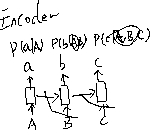 Encoder
P(a|A) P(b|A,B) P(c|A,B,C)
a b c
A B C